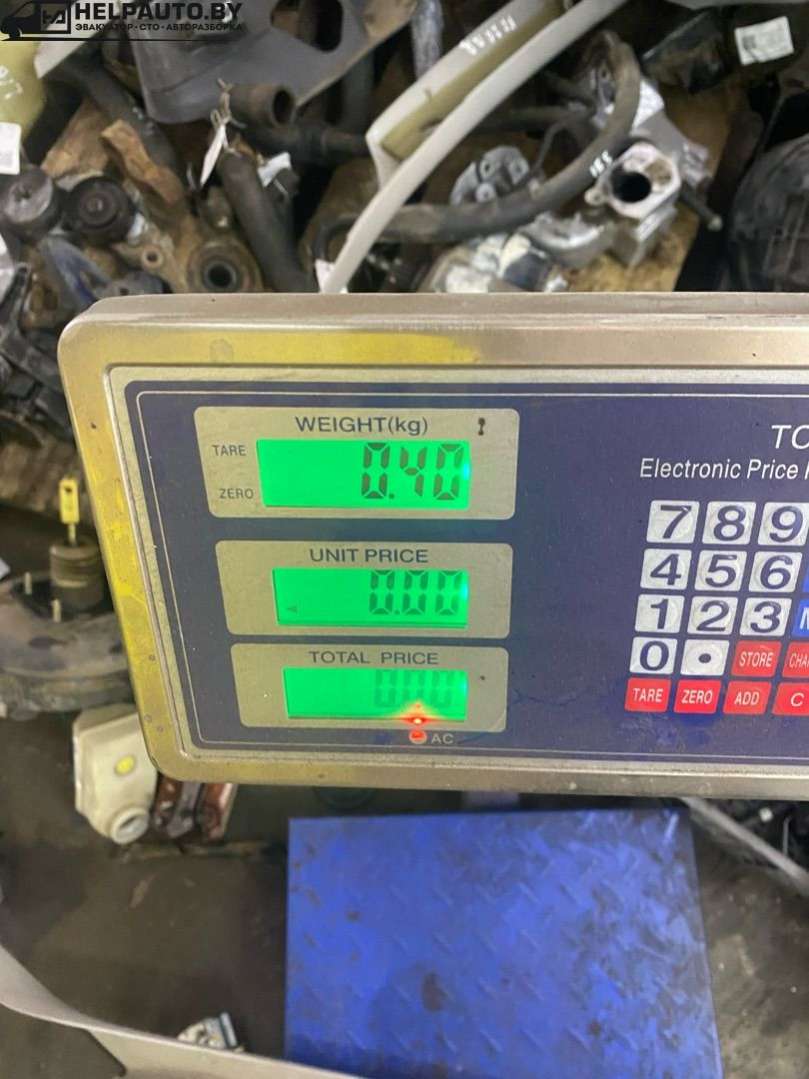 HELPAUTO.BY
ЭВАКУАТОР·СТО·АВТОРАЗБОРКА
WEIGHT(kg)
TARE
ZERO
0.40
UNIT PRICE
0.00
TOTAL PRICE
0.00
AC
Electronic Price
7 8 9
4 5 6
1 2 3
0 . STORE
TARE ZERO ADD C